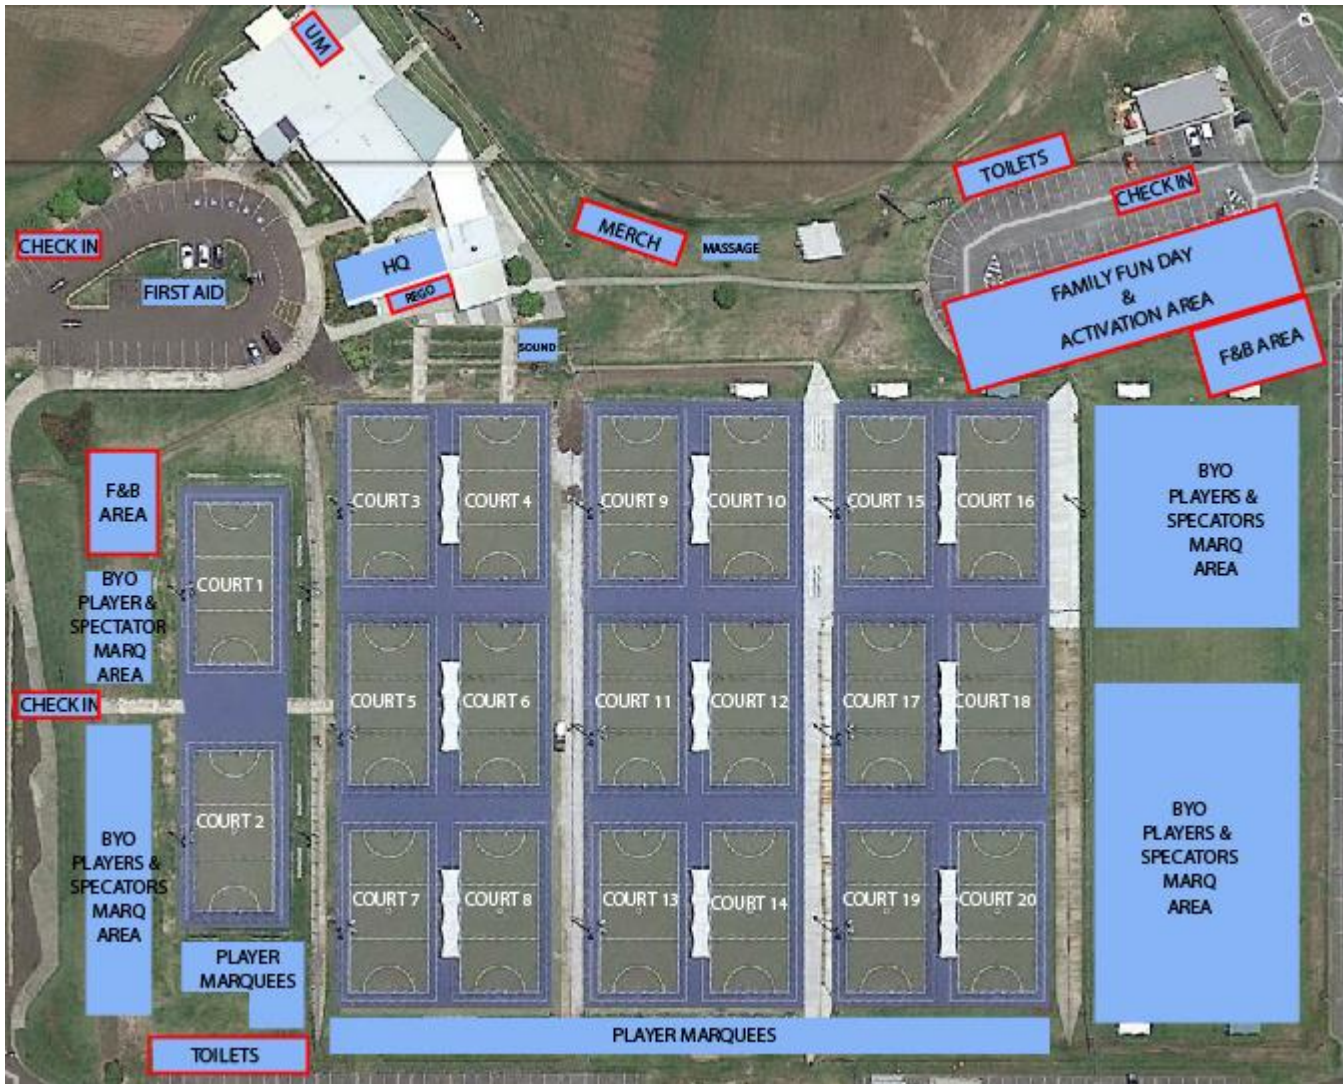 UM
TOILETS
CHECK IN
CHECK IN
MERCH
MASSAGE
HQ
REGO
FIRST AID
SOUND
FAMILY FUN DAY
&
ACTIVATION AREA
F&B AREA
F&B
AREA
COURT 1
BYO
PLAYER &
SPECTATOR
MARQ
AREA
CHECK IN
COURT 2
BYO
PLAYERS &
SPECATORS
MARQ
AREA
PLAYER
MARQUEES
TOILETS
COURT 3
COURT 4
COURT 9
COURT 10
COURT 15
COURT 16
COURT 5
COURT 6
COURT 11
COURT 12
COURT 17
COURT 18
COURT 7
COURT 8
COURT 13
COURT 14
COURT 19
COURT 20
BYO
PLAYERS &
SPECATORS
MARQ
AREA
BYO
PLAYERS &
SPECATORS
MARQ
AREA
PLAYER MARQUEES